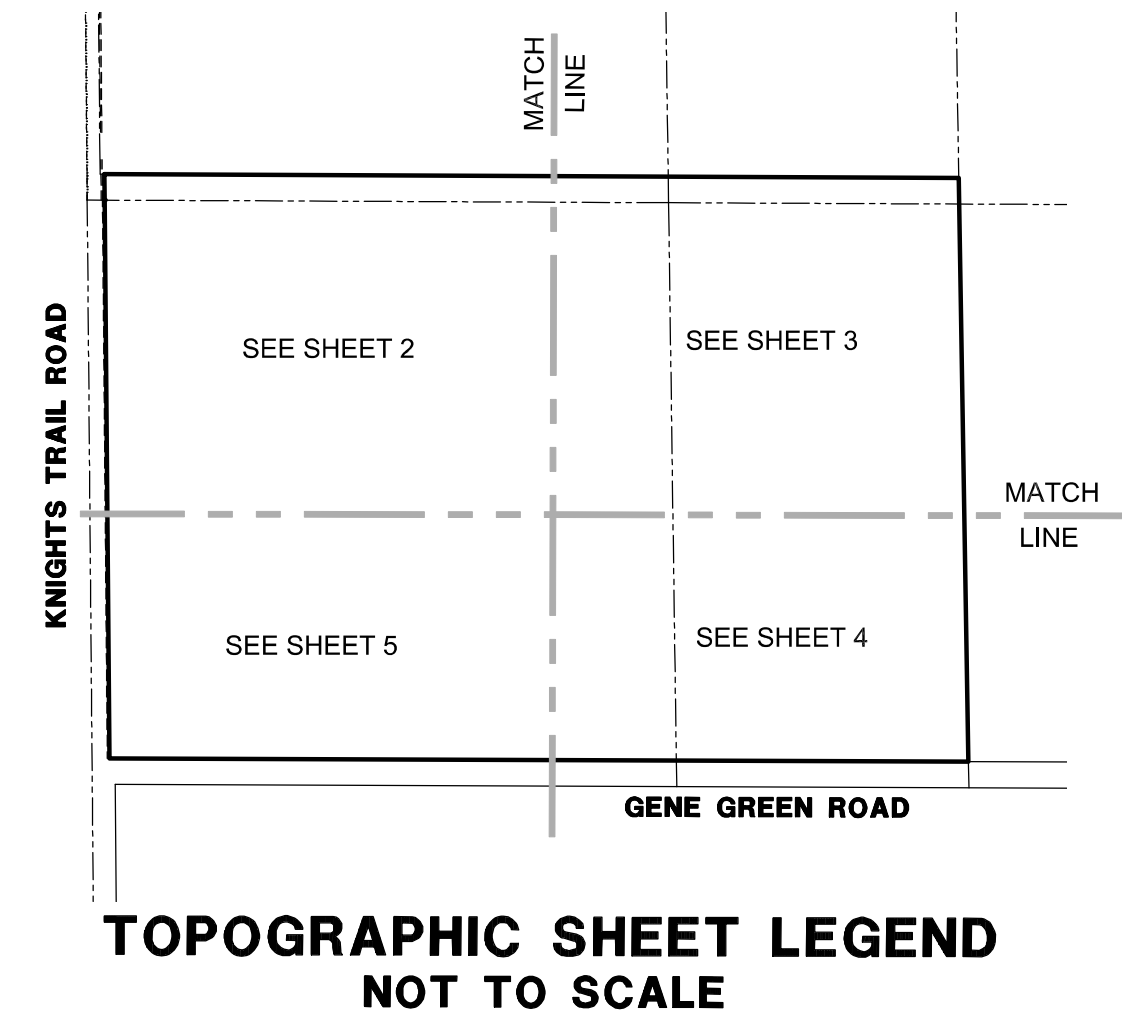 MATCH
LINE
SEE SHEET 2
SEE SHEET 3
KNIGHTS TRAIL ROAD
MATCH
LINE
SEE SHEET 5
SEE SHEET 4
GENE GREEN ROAD
TOPOGRAPHIC SHEET LEGEND
NOT TO SCALE